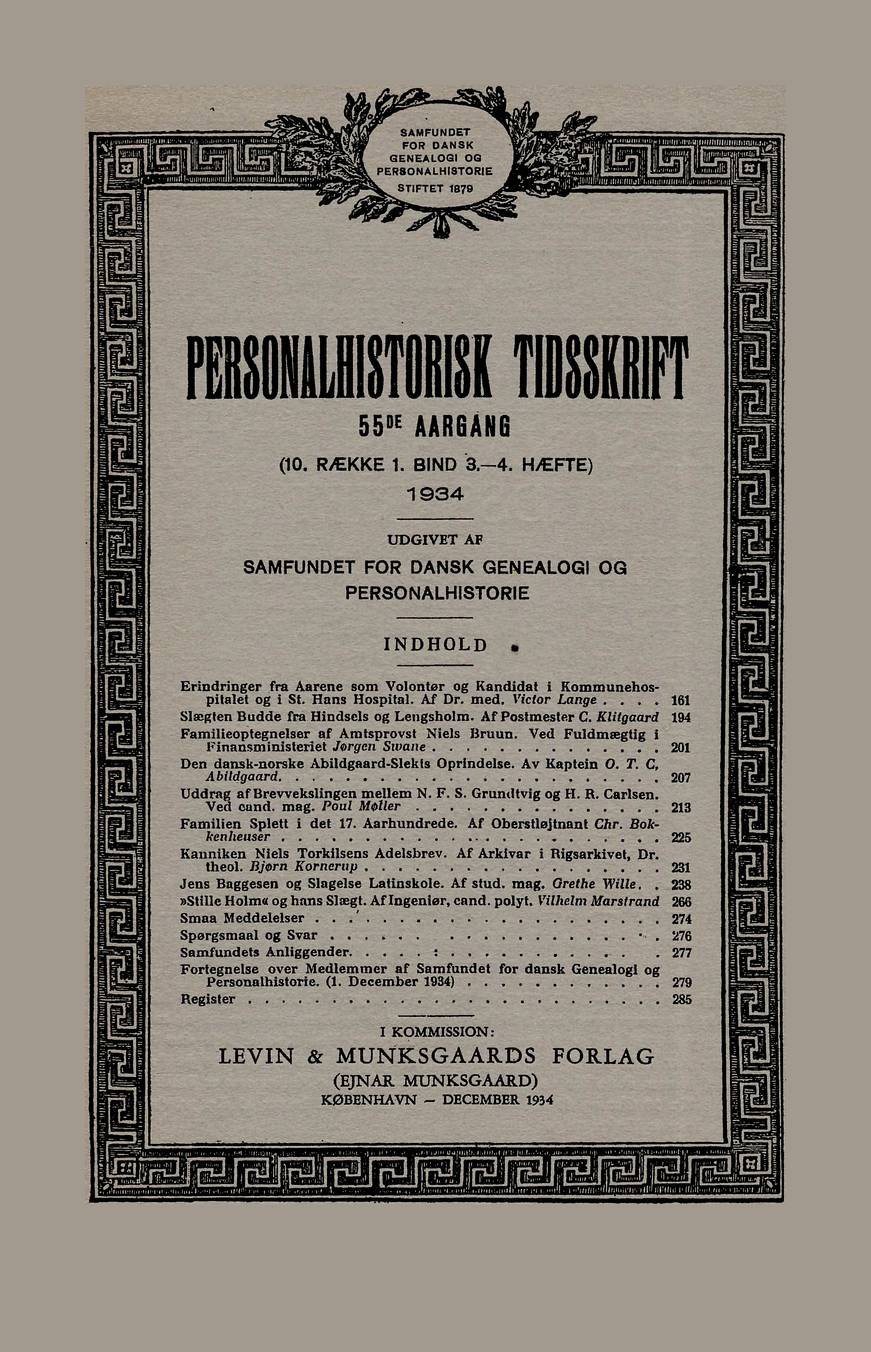 SAMFUNDET
FOR DANSK
GENEALOGI OG
PERSONALHISTORIE
STIFTET 1879
PERSONALHISTORISK TIDSSKRIFT
55DE AARGANG
(10. RÆKKE 1. BIND 3.—4. HÆFTE)
1934
UDGIVET AF
SAMFUNDET FOR DANSK GENEALOGI OG
PERSONALHISTORIE
INDHOLD
Erindringer fra Aarene som Volontør og Kandidat i Kommunehos-
pitalet og i St. Hans Hospital. Af Dr. med. Victor Lange . . . . 161
Slægten Budde fra Hindsels og Lengsholm. Af Postmester C. Klitgaard 194
Familieoptegnelser af Amtsprovst Niels Bruun. Ved Fuldmægtig i
Finansministeriet Jørgen Swane . . . . . . . . . . . . . 201
Den dansk-norske Abildgaard-Slekts Oprindelse. Av Kaptein O. T. C.
Abildgaard. . . . . . . . . . . . . . . . . . . . . . 207
Uddrag af Brevvekslingen mellem N. F. S. Grundtvig og H. R. Carlsen.
Ved cand. mag. Poul Møller . . . . . . . . . . . . . . 213
Familien Splett i det 17. Aarhundrede. Af Oberstløjtnant Chr. Bok-
kenheuser . . . . . . . . . . . . . . . . . . . . . . 225
Kanniken Niels Torkilsens Adelsbrev. Af Arkivar i Rigsarkivet, Dr.
theol. Bjørn Kornerup . . . . . . . . . . . . . . . . . 231
Jens Baggesen og Slagelse Latinskole. Af stud. mag. Grethe Wille. . 238
»Stille Holm« og hans Slægt. Af Ingeniør, cand. polyt. Vilhelm Marstrand 266
Smaa Meddelelser . . . . . . . . . . . . . . . . . . . 274
Spørgsmaal og Svar . . . . . . . . . . . . . . . . . . . 276
Samfundets Anliggender. . . . . . . . . . . . . . . . . 277
Fortegnelse over Medlemmer af Samfundet for dansk Genealogi og
Personalhistorie. (1. December 1934) . . . . . . . . . . . . 279
Register . . . . . . . . . . . . . . . . . . . . . . . . 285
I KOMMISSION:
LEVIN & MUNKSGAARDS FORLAG
(EJNAR MUNKSGAARD)
KØBENHAVN — DECEMBER 1934